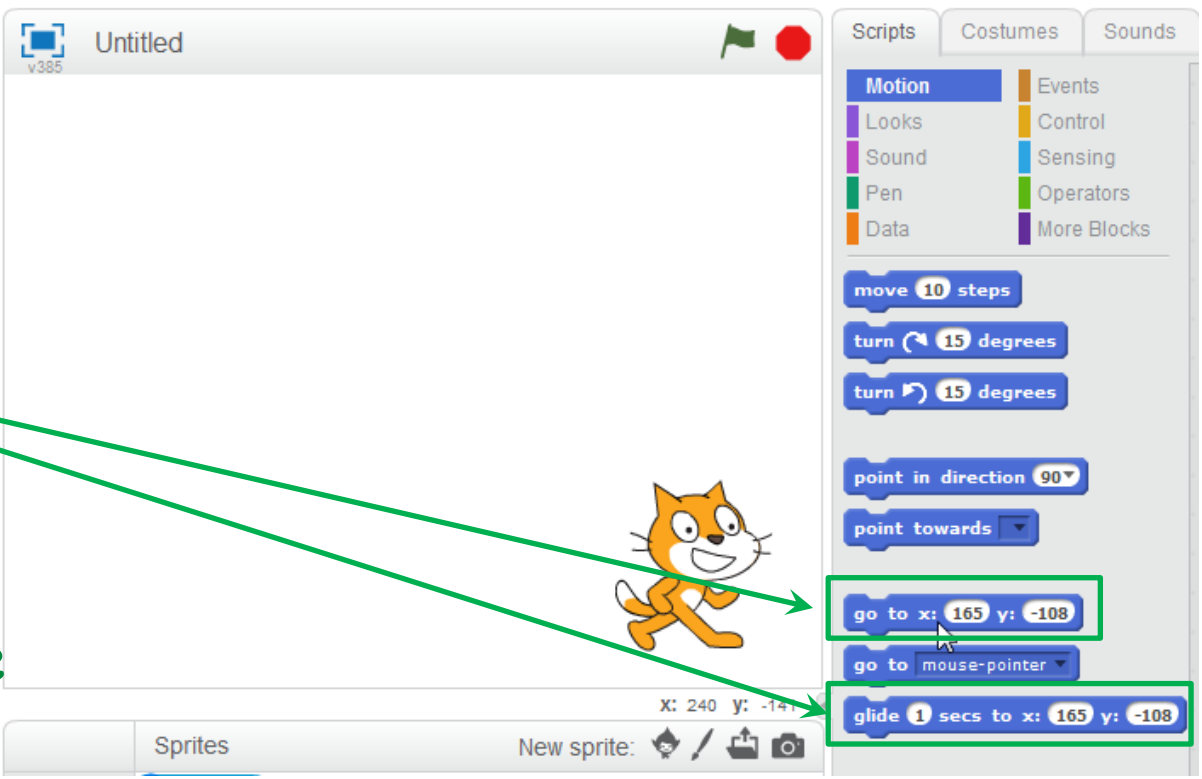 Untitled
v385
Scripts Costumes Sounds
Motion Events
Looks Control
Sound Sensing
Pen Operators
Data More Blocks
move 10 steps
turn 15 degrees
turn 15 degrees
point in direction 90
point towards
go to x: 165 y: -108
go to mouse-pointer
glide 1 secs to x: 165 y: -108
x: 240 y: -141
Sprites New sprite: